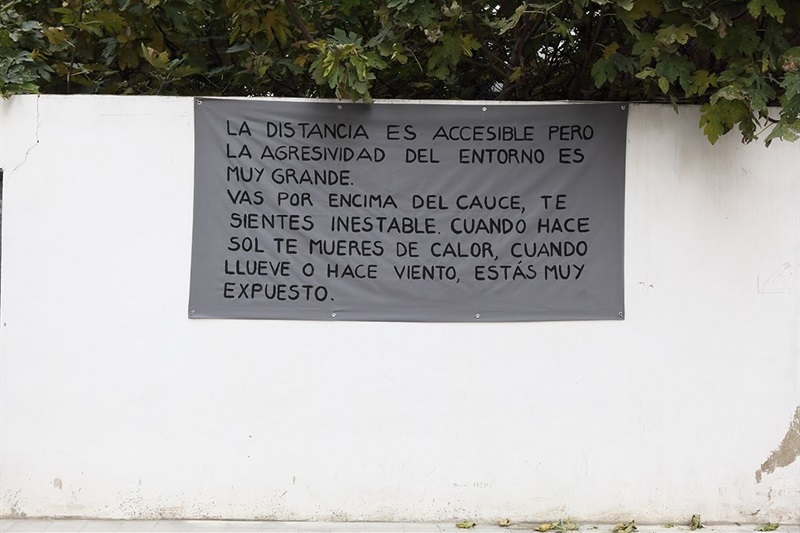 LA DISTANCIA ES ACCESIBLE PERO
LA AGRESIVIDAD DEL ENTORNO ES
MUY GRANDE.
VAS POR ENCIMA DEL CAUCE, TE
SIENTES INESTABLE. CUANDO HACE
SOL TE MUERES DE CALOR, CUANDO
LLUEVE O HACE VIENTO, ESTÁS MUY
EXPUESTO.